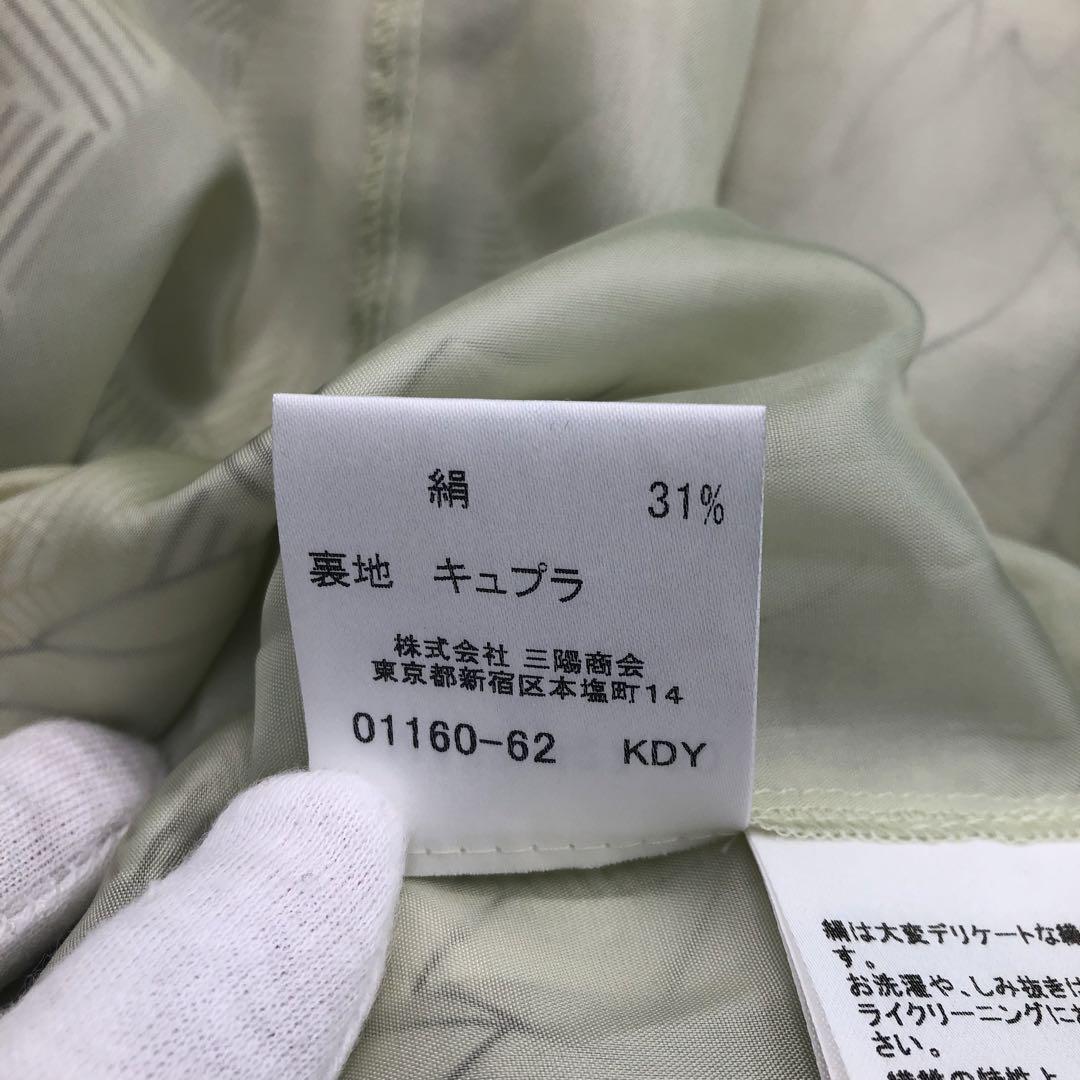 絹 31%
裏地 キュプラ
株式会社 三陽商会
東京都新宿区本塩町14
01160-62 KDY
絹は大変デリケートな繊
す。
お洗濯や、しみ抜きは
ライクリーニングにお
さい。